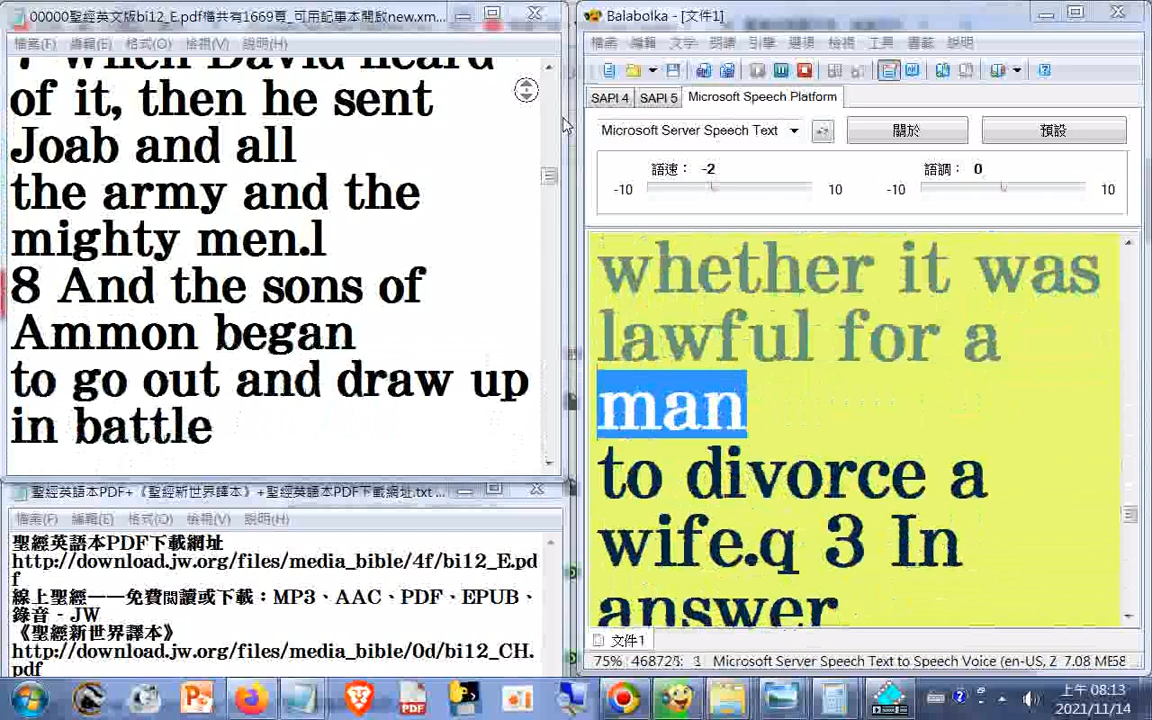 00000聖經英文版bi12_E.pdf檔共有1669頁_可用記事本開啟new.xm...
檔案(F) 編輯(E) 格式(O) 檢視(V) 說明(H)
7 when David heard
of it, then he sent
Joab and all
the army and the
mighty men.l
8 And the sons of
Ammon began
to go out and draw up
in battle
聖經英語本PDF+《聖經新世界譯本》+聖經英語本PDF下載網址.txt ...
檔案(F) 編輯(E) 格式(O) 檢視(V) 說明(H)
聖經英語本PDF下載網址
http://download.jw.org/files/media_bible/4f/bi12_E.pd
f
線上聖經——免費閱讀或下載：MP3、AAC、PDF、EPUB、
錄音 - JW
《聖經新世界譯本》
http://download.jw.org/files/media_bible/0d/bi12_CH.
pdf
Balabolka - [文件1]
檔案 編輯 文字 朗讀 引擎 選項 檢視 工具 書籤 說明
SAPI 4 SAPI 5 Microsoft Speech Platform
Microsoft Server Speech Text 關於 預設
語速： -2 語調： 0
-10 10 -10 10
whether it was
lawful for a
man
to divorce a
wife.q 3 In
answer
文件1
75% Microsoft Server Speech Text to Speech Voice (en-US, Z 7.08 ME
上午 08:13
2021/11/14